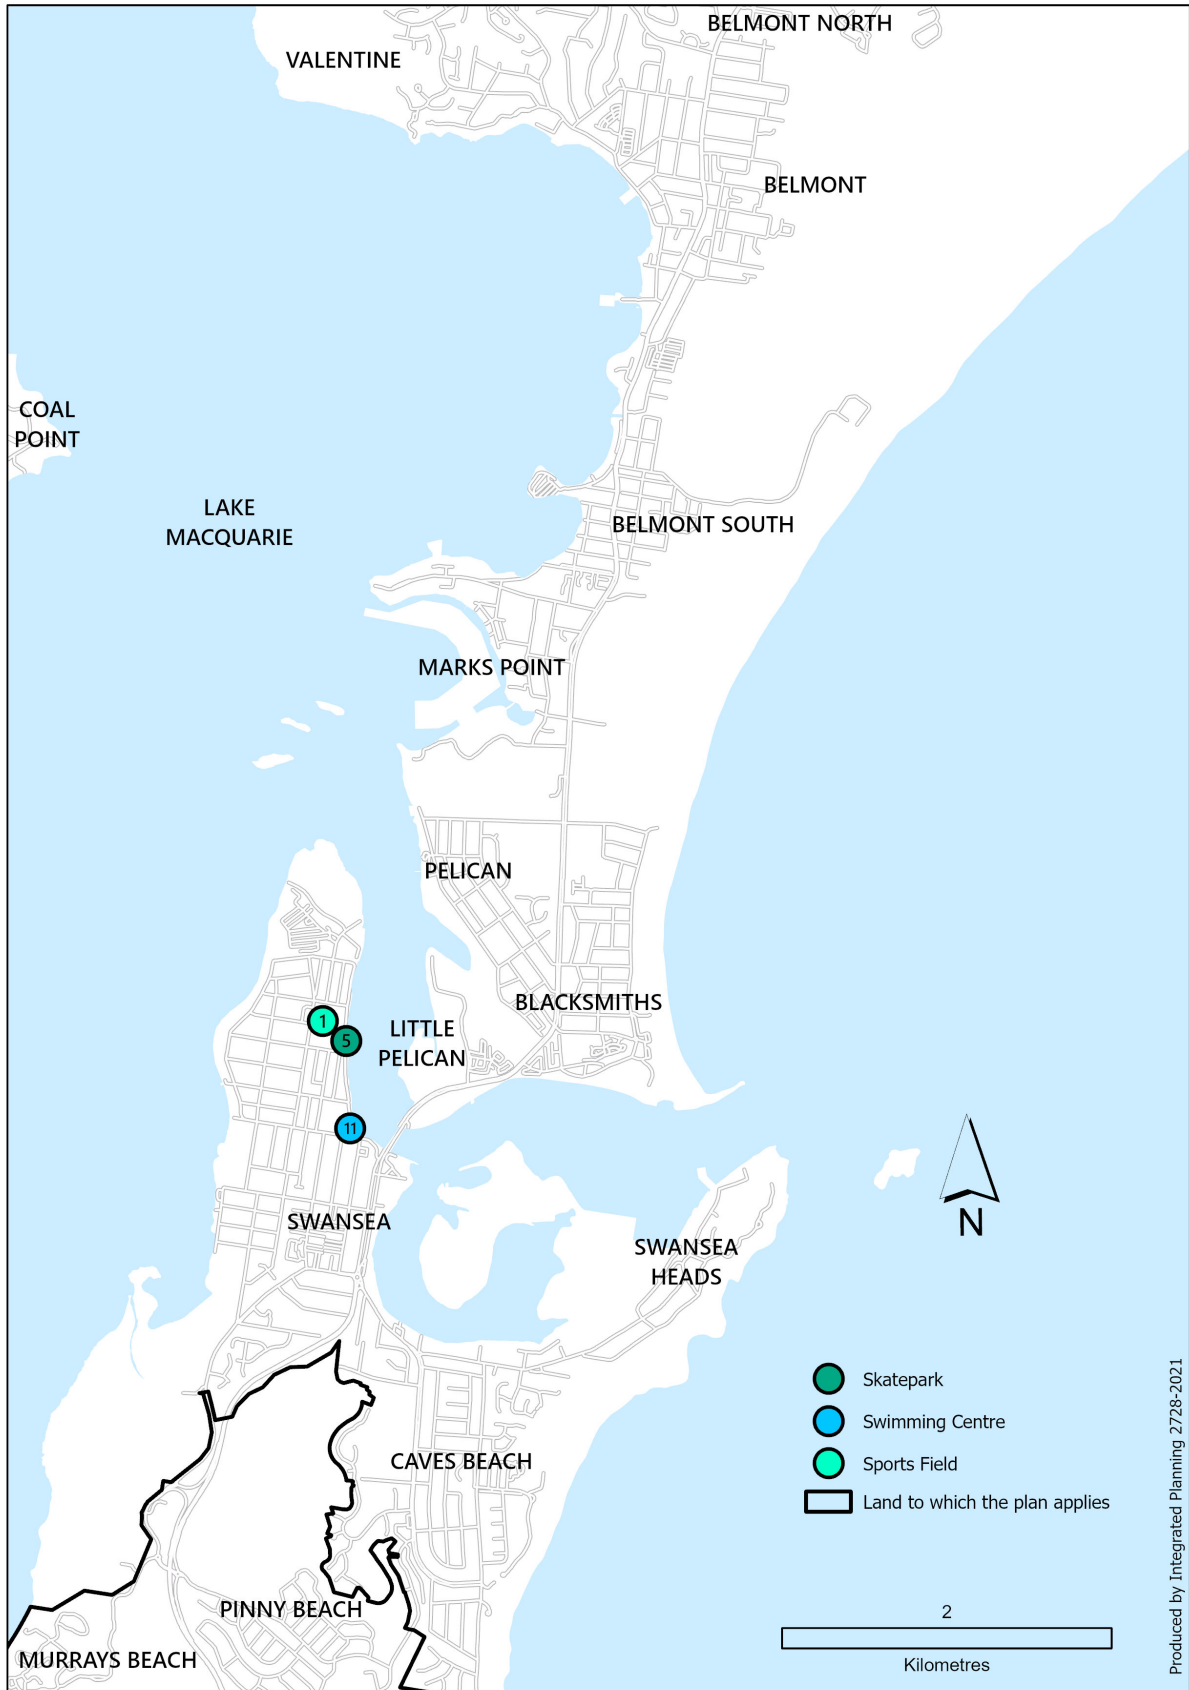 BELMONT NORTH
VALENTINE
BELMONT
COAL
POINT
LAKE
MACQUARIE
BELMONT SOUTH
MARKS POINT
PELICAN
BLACKSMITHS
1
5
LITTLE
PELICAN
11
N
SWANSEA
SWANSEA
HEADS
Skatepark
Swimming Centre
Sports Field
Land to which the plan applies
CAVES BEACH
PINNY BEACH
MURRAYS BEACH
2
Kilometres
Produced by Integrated Planning 2728-2021